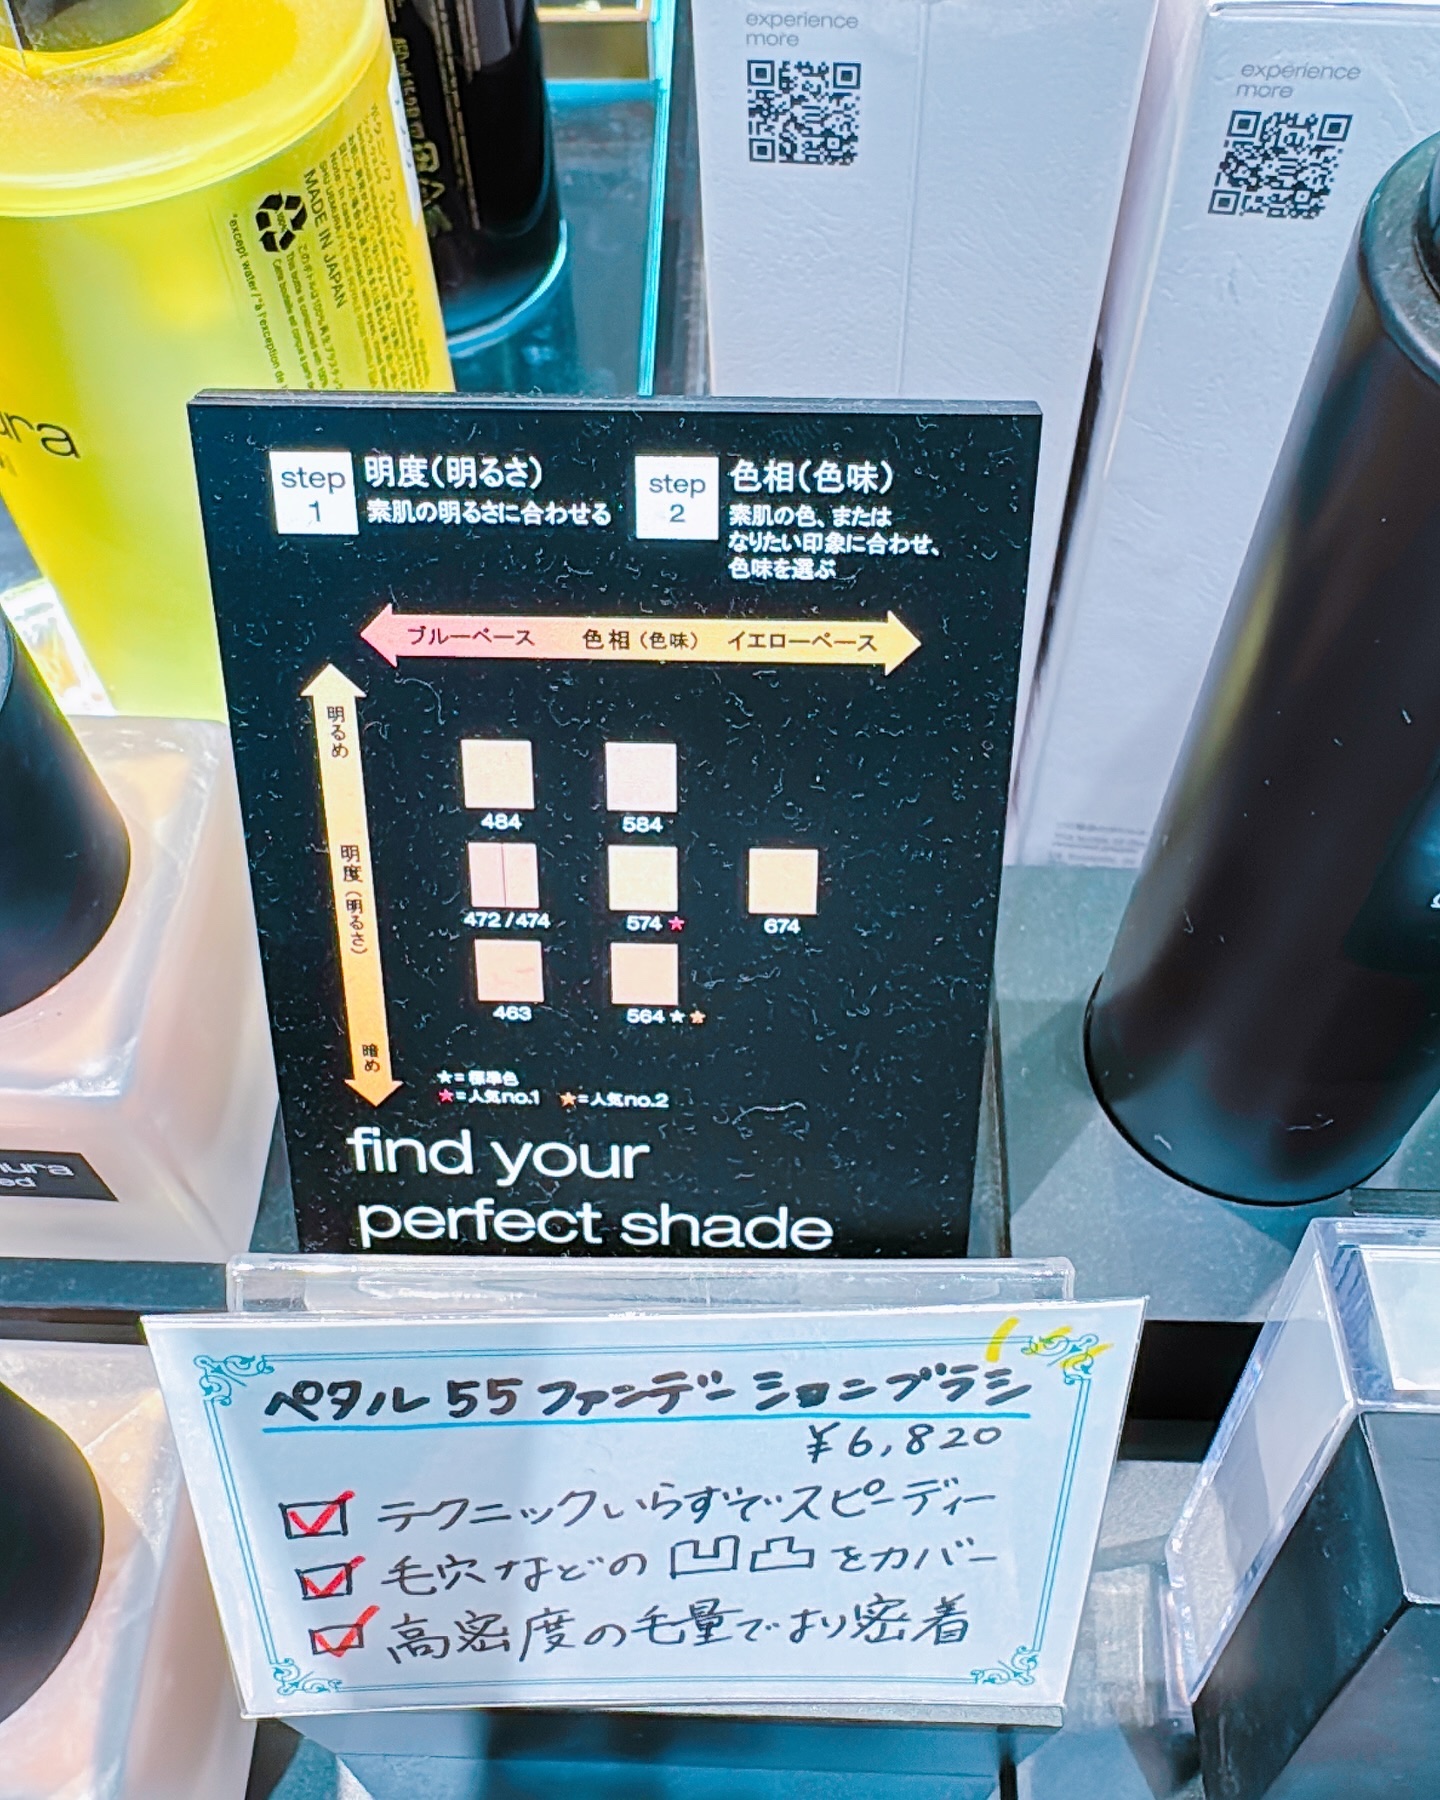 experience
more
experience
more
MADE IN JAPAN
ura
step
1
明度(明るさ)
素肌の明るさに合わせる
step
2
色相(色味)
素肌の色、または
なりたい印象に合わせ、
色味を選ぶ
ブルーベース 色相(色味) イエローベース
明るめ
明度(明るさ)
暗め
484 584
472/474 574★ 674
463 564★★
★=標準色
★=人気no.1 ★=人気no.2
find your
perfect shade
ペタル55ファンデーションブラシ
¥6,820
テクニックいらずでスピーディー
毛穴などの凹凸をカバー
高密度の毛量でより密着